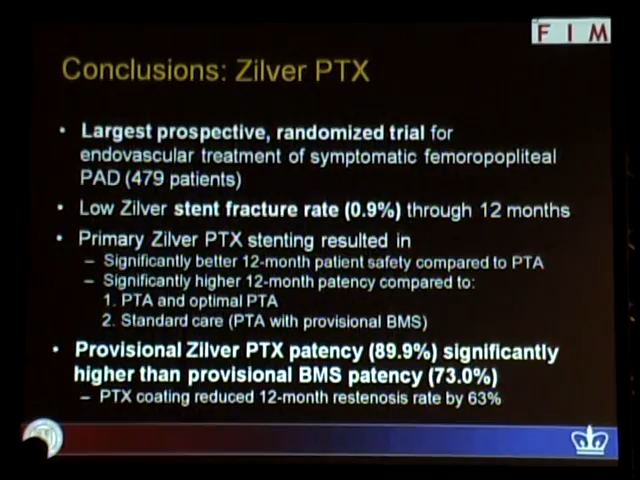 F I M
Conclusions: Zilver PTX
• Largest prospective, randomized trial for
endovascular treatment of symptomatic femoropopliteal
PAD (479 patients)
• Low Zilver stent fracture rate (0.9%) through 12 months
• Primary Zilver PTX stenting resulted in
– Significantly better 12-month patient safety compared to PTA
– Significantly higher 12-month patency compared to:
1. PTA and optimal PTA
2. Standard care (PTA with provisional BMS)
• Provisional Zilver PTX patency (89.9%) significantly
higher than provisional BMS patency (73.0%)
– PTX coating reduced 12-month restenosis rate by 63%